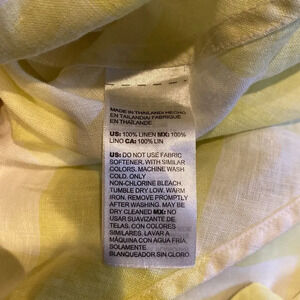 MADE IN THAILAND/ HECHO
EN TAILANDIA/ FABRIQUÉ
EN THAÏLANDE
US: 100% LINEN MX: 100%
LINO CA: 100% LIN
US: DO NOT USE FABRIC
SOFTENER, WITH SIMILAR
COLORS, MACHINE WASH
COLD, ONLY
NON-CHLORINE BLEACH,
TUMBLE DRY LOW, WARM
IRON, REMOVE PROMPTLY
AFTER WASHING, MAY BE
DRY CLEANED MX: NO
USAR SUAVIZANTE DE
TELAS, CON COLORES
SIMILARES, LAVAR A
MÁQUINA CON AGUA FRÍA,
SOLAMENTE
BLANQUEADOR SIN CLORO,